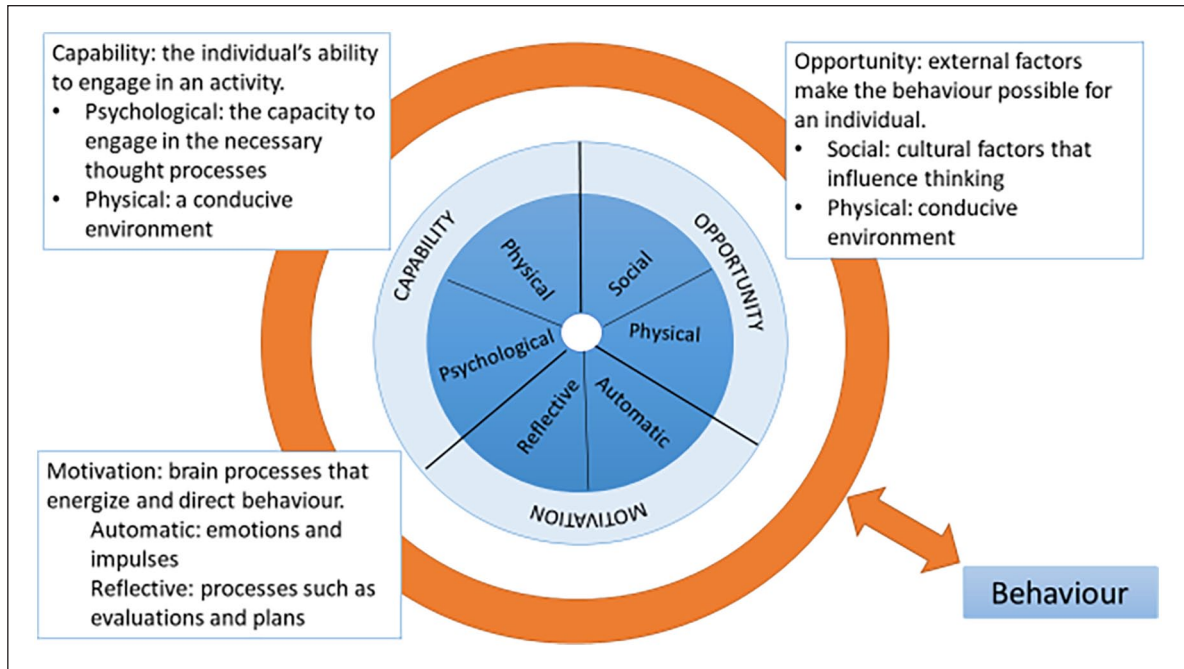 Capability: the individual's ability
to engage in an activity.
• Psychological: the capacity to
engage in the necessary
thought processes
• Physical: a conducive
environment
Opportunity: external factors
make the behaviour possible for
an individual.
• Social: cultural factors that
influence thinking
• Physical: conducive
environment
CAPABILITY
OPPORTUNITY
MOTIVATION
Physical
Social
Psychological
Physical
Reflective
Automatic
Motivation: brain processes that
energize and direct behaviour.
Automatic: emotions and
impulses
Reflective: processes such as
evaluations and plans
Behaviour